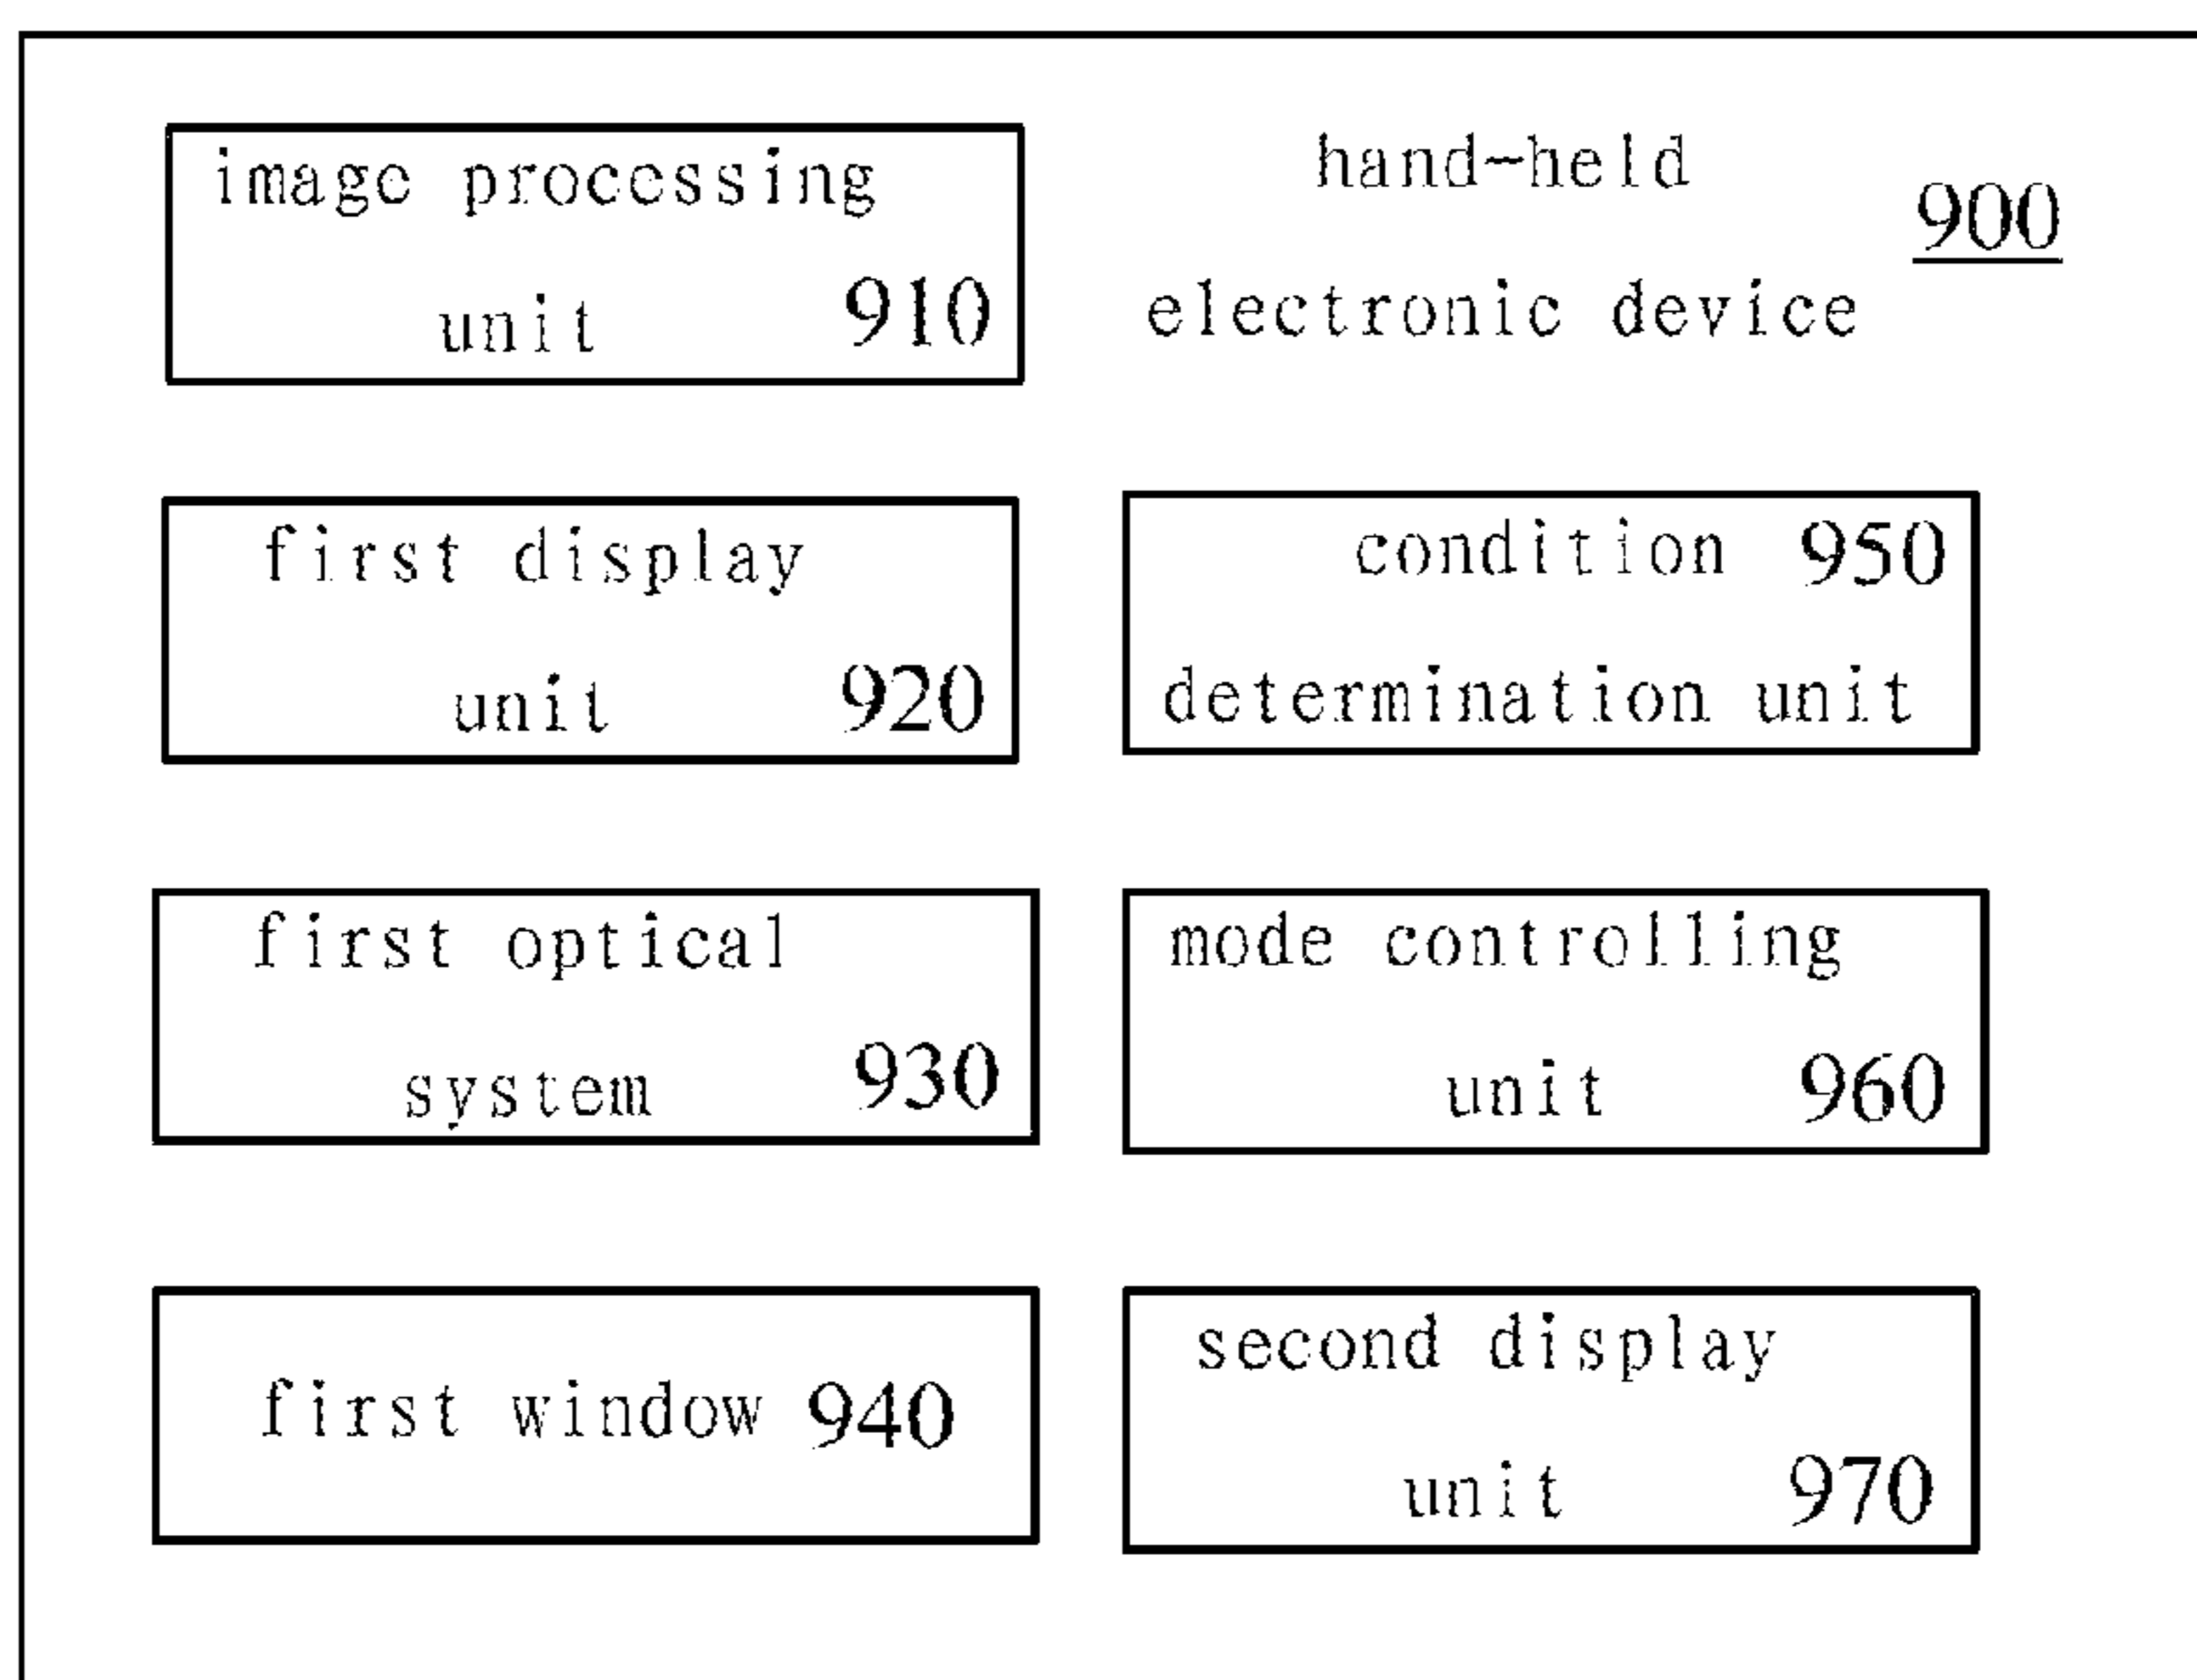 image processing
unit 910
hand-held
900
electronic device
first display
unit 920
condition 950
determination unit
first optical
system 930
mode controlling
unit 960
first window 940
second display
unit 970